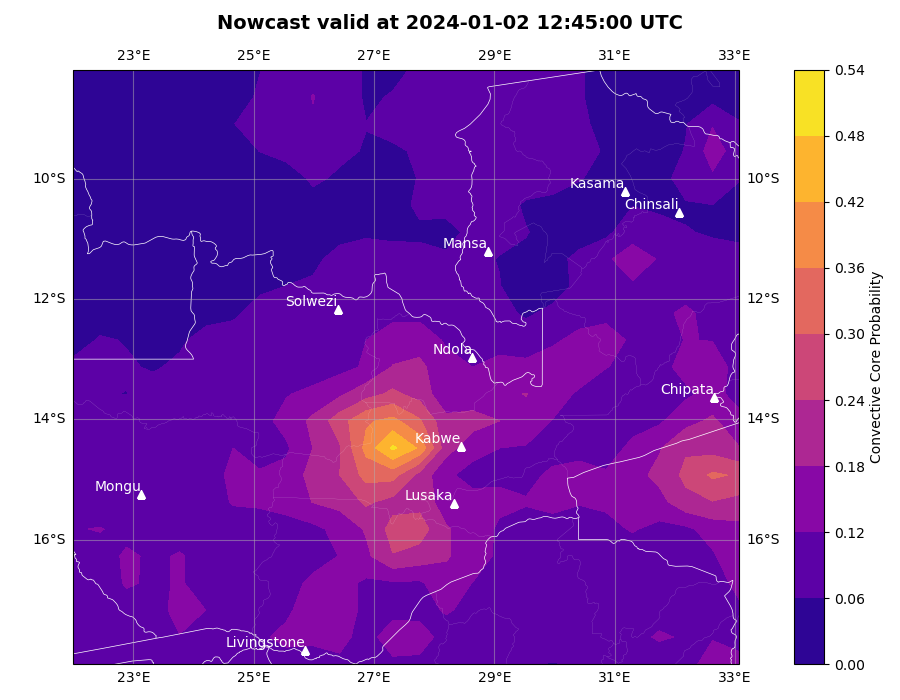 Nowcast valid at 2024-01-02 12:45:00 UTC
23°E 25°E 27°E 29°E 31°E 33°E
0.54
0.48
10°S Kasama 10°S
Chinsali
0.42
Mansa
0.36
12°S Solwezi 12°S
0.30
Ndola
Chipata
0.24
14°S 14°S
Kabwe
0.18
Mongu
Lusaka
0.12
16°S 16°S
0.06
Livingstone
0.00
23°E 25°E 27°E 29°E 31°E 33°E
Convective Core Probability